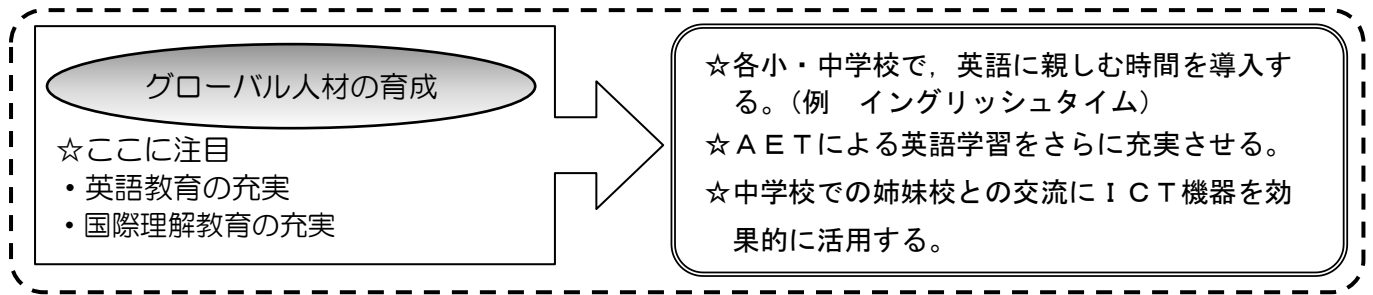 グローバル人材の育成
☆ここに注目
・英語教育の充実
・国際理解教育の充実
☆各小・中学校で，英語に親しむ時間を導入す
る。（例　イングリッシュタイム）
☆ＡＥＴによる英語学習をさらに充実させる。
☆中学校での姉妹校との交流にＩＣＴ機器を効
果的に活用する。